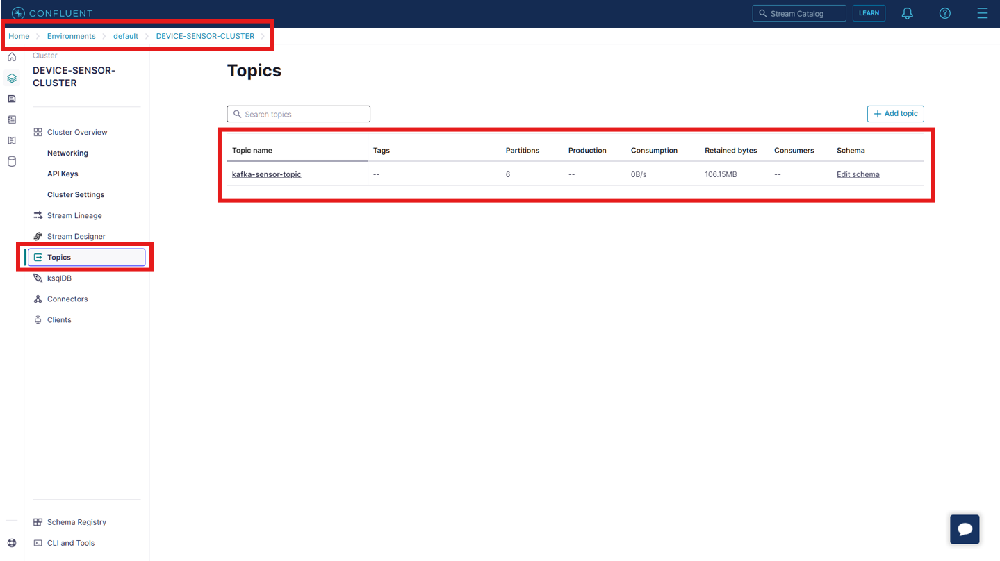 CONFLUENT
Stream Catalog
LEARN
Home
Environments
default
DEVICE-SENSOR-CLUSTER
Cluster
DEVICE-SENSOR-
CLUSTER
Cluster Overview
Networking
API Keys
Cluster Settings
Stream Lineage
Stream Designer
Topics
ksqlDB
Connectors
Clients
Schema Registry
CLI and Tools
Topics
Search topics
Add topic
Topic name Tags Partitions Production Consumption Retained bytes Consumers Schema
kafka-sensor-topic -- 6 -- 0B/s 106.15MB -- Edit schema